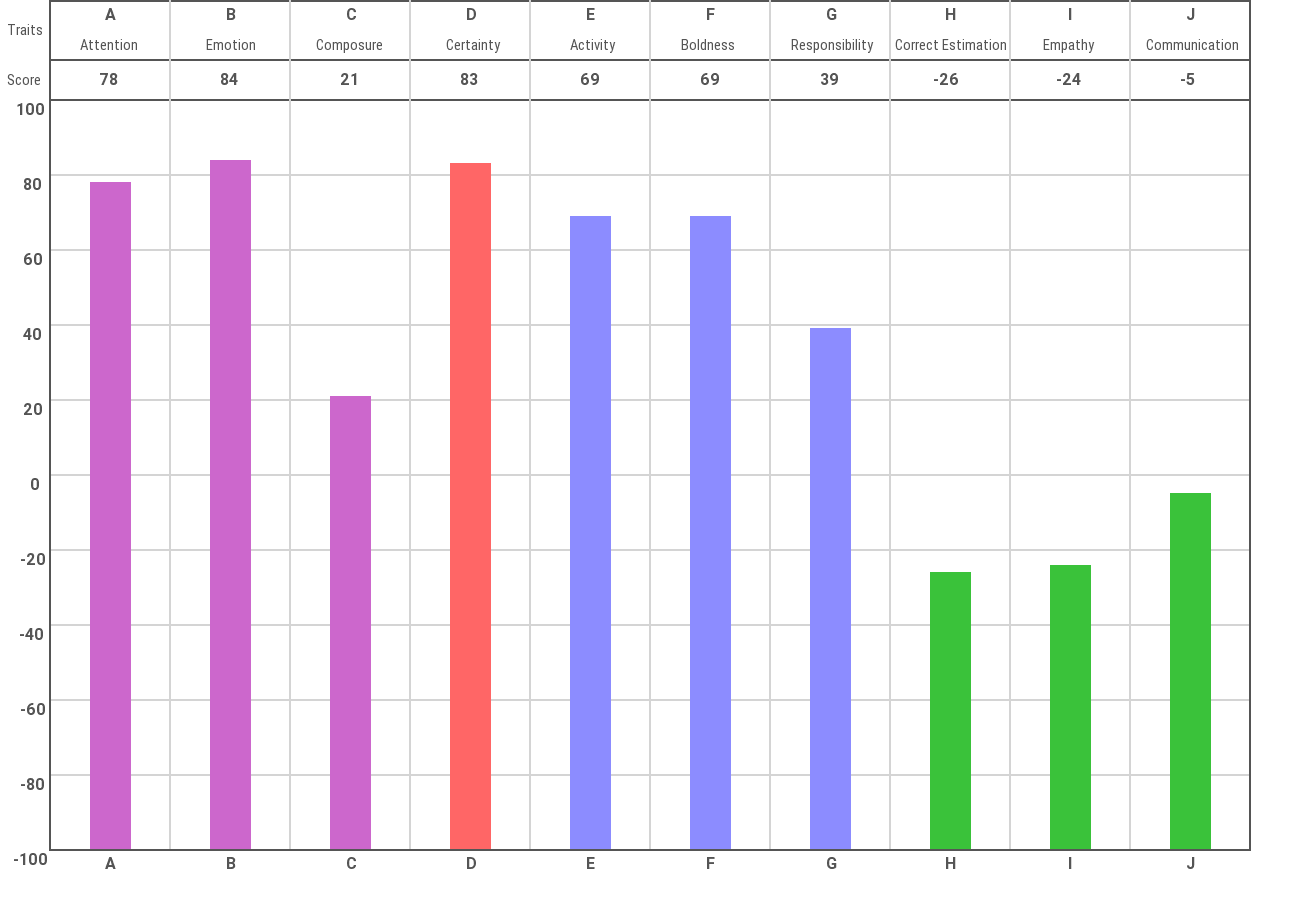 Traits A B C D E F G H I J
Attention Emotion Composure Certainty Activity Boldness Responsibility Correct Estimation Empathy Communication
Score 78 84 21 83 69 69 39 -26 -24 -5
100
80
60
40
20
0
-20
-40
-60
-80
-100
A B C D E F G H I J